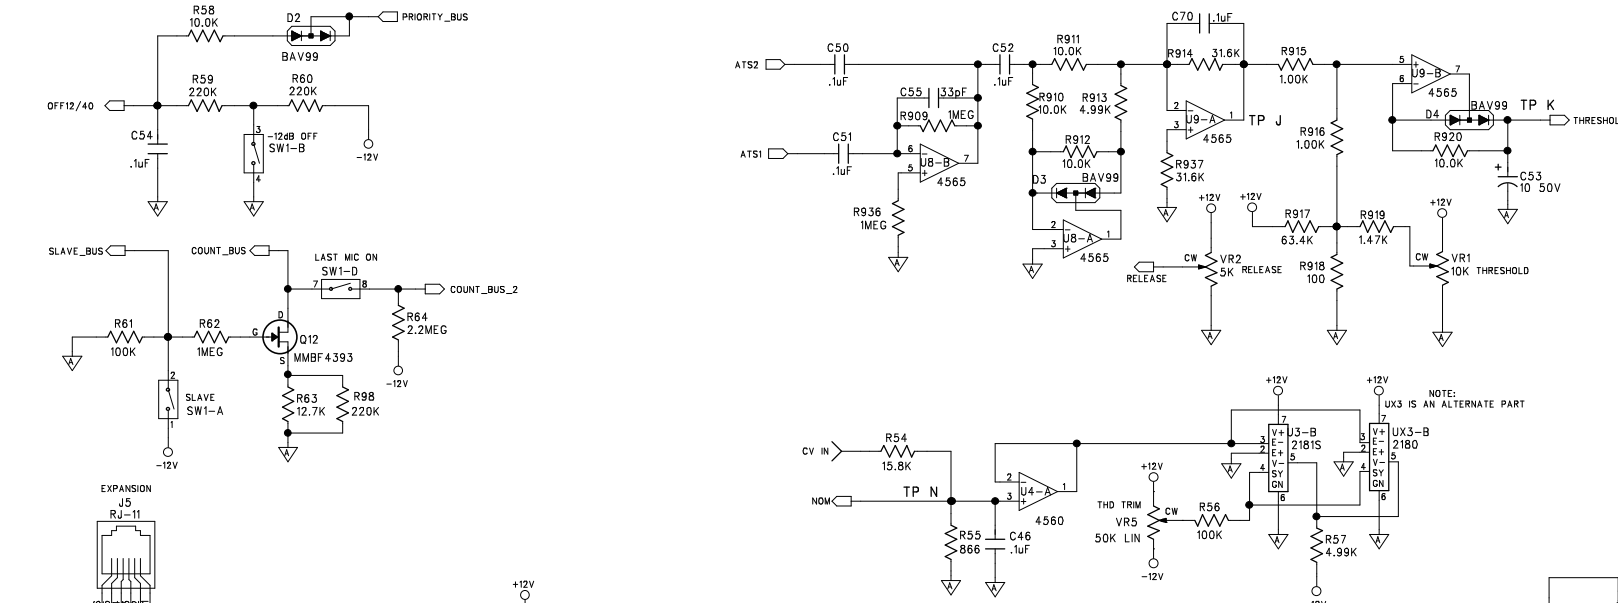 R58
10.0K
D2
BAV99
PRIORITY_BUS
R59
220K
R60
220K
OFF12/40
C54
.1uF
3
-12dB OFF
SW1-B
4
-12V
A
A
SLAVE_BUS
COUNT_BUS
LAST MIC ON
SW1-D
7
8
COUNT_BUS_2
R61
100K
R62
1MEG
G
D
S
Q12
MMBF4393
R64
2.2MEG
-12V
A
2
SLAVE
SW1-A
1
-12V
R63
12.7K
R98
220K
A
EXPANSION
J5
RJ-11
+12V
ATS2
C50
.1uF
C52
.1uF
C55
33pF
R909
1MEG
ATS1
C51
.1uF
6
5
7
U8-B
4565
R936
1MEG
A
R911
10.0K
R910
10.0K
R913
4.99K
R912
10.0K
D3
BAV99
2
3
1
U8-A
4565
A
C70
.1uF
R914
31.6K
2
3
1
U9-A
4565
TP J
R937
31.6K
A
R915
1.00K
R916
1.00K
5
6
7
U9-B
4565
D4
BAV99
TP K
R920
10.0K
C53
10 50V
+
A
+12V
CW
VR2
5K
RELEASE
RELEASE
A
+12V
R917
63.4K
R919
1.47K
R918
100
A
+12V
CW
VR1
10K
THRESHOLD
A
CV IN
R54
15.8K
NOM
TP N
R55
866
C46
.1uF
A
A
2
3
1
U4-A
4560
+12V
THD TRIM
VR5
50K LIN
CW
-12V
R56
100K
+12V
7
V+
3 E-
2 E+
V- 5
4 SY
GN
6
U3-B
2181S
A
A
+12V
NOTE:
UX3 IS AN ALTERNATE PART
7
V+
3 E-
2 E+
V- 5
4 SY
GN
6
UX3-B
2180
A
A
R57
4.99K